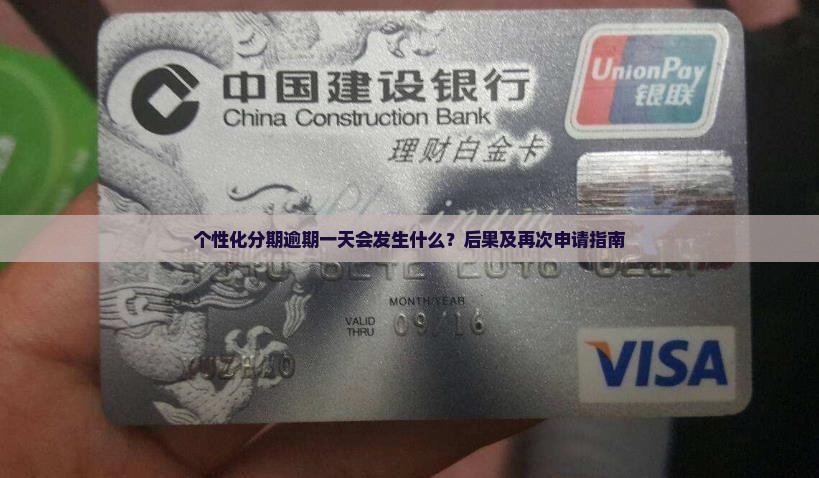 中国建设银行
China Construction Bank
理财白金卡
UnionPay
银联
Platinum
个性化分期逾期一天会发生什么？后果及再次申请指南
MONTH/YEAR
VALID
THRU
09/16
VISA